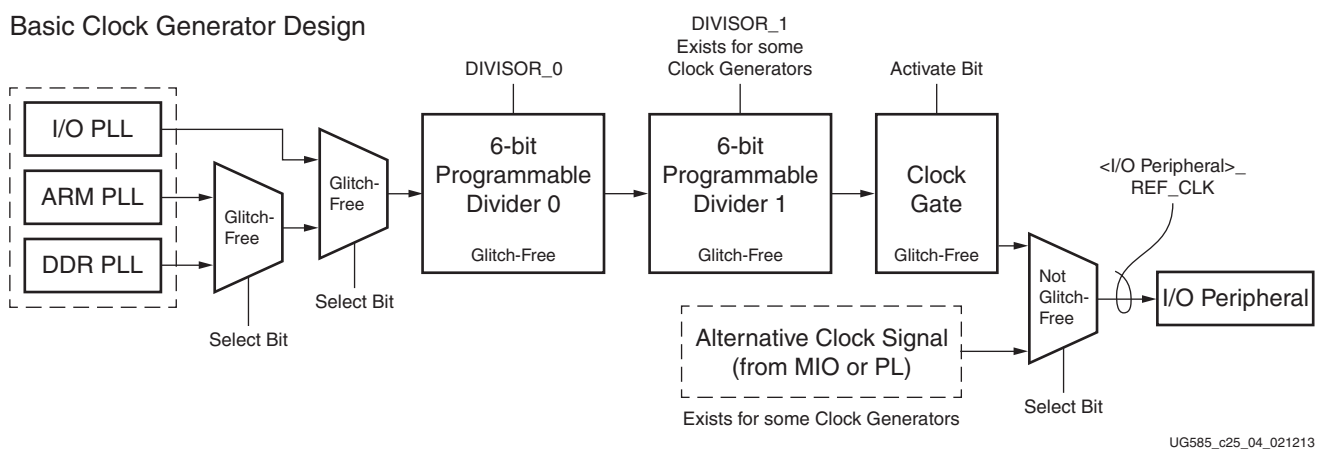 Basic Clock Generator Design
DIVISOR_1
Exists for some
Clock Generators
DIVISOR_0
Activate Bit
I/O PLL
ARM PLL
DDR PLL
Glitch-
Free
Select Bit
Glitch-
Free
Select Bit
6-bit
Programmable
Divider 0
Glitch-Free
6-bit
Programmable
Divider 1
Glitch-Free
Clock
Gate
Glitch-Free
<I/O Peripheral>_
REF_CLK
Not
Glitch-
Free
Select Bit
I/O Peripheral
Alternative Clock Signal
(from MIO or PL)
Exists for some Clock Generators
UG585_c25_04_021213